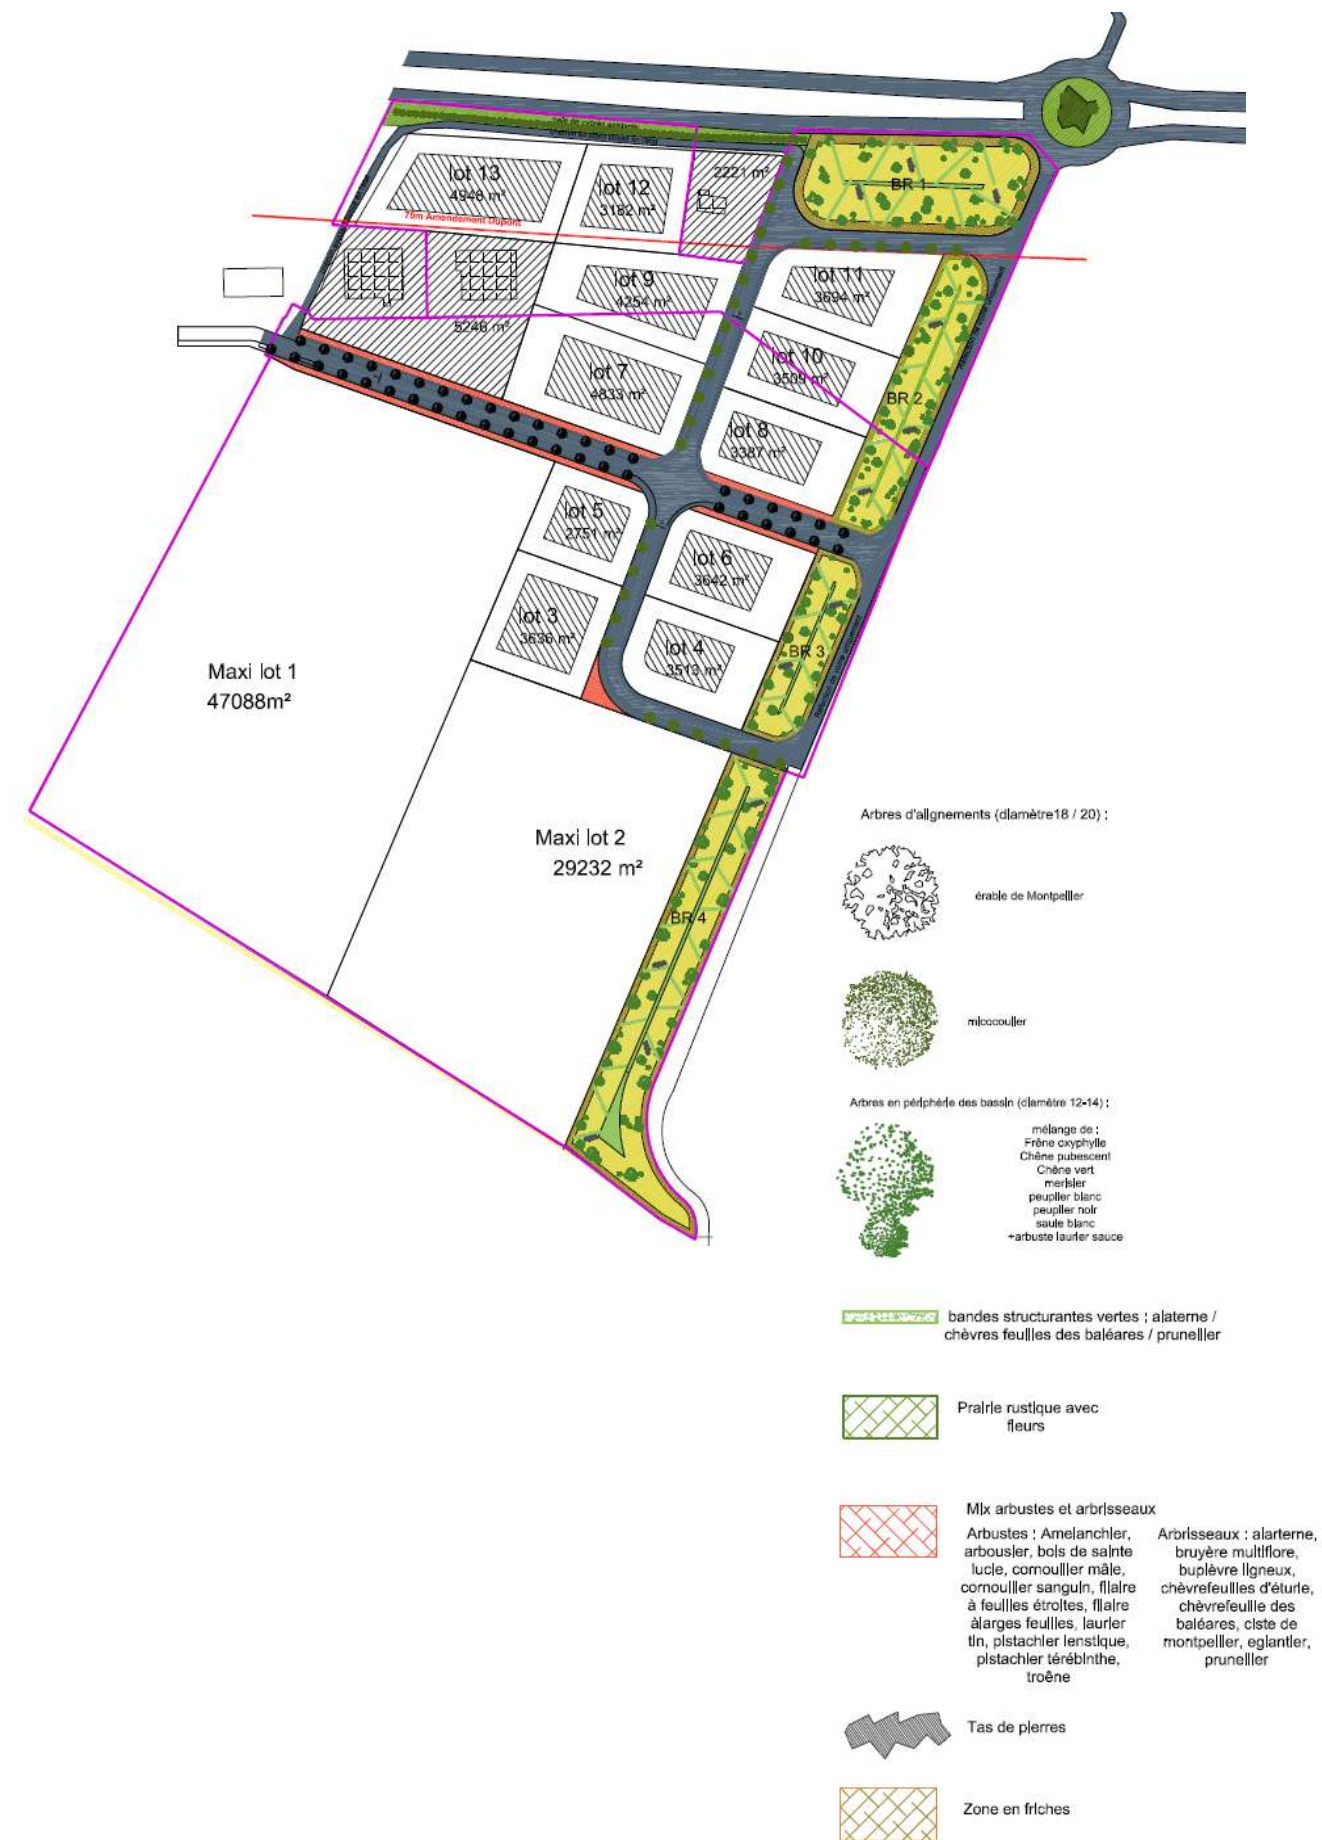 lot 13
4948 m²
lot 12
3182 m²
2221 m²
BR 1
75m Amendement Dupont
lot 9
4254 m²
lot 11
3694 m²
5246 m²
lot 7
4833 m²
lot 10
3509 m²
BR 2
lot 8
3387 m²
lot 5
2751 m²
lot 6
3642 m²
lot 3
3636 m²
lot 4
3513 m²
BR 3
Maxi lot 1
47088m²
Maxi lot 2
29232 m²
BR 4
Arbres d'alignements (diamètre18 / 20) :
érable de Montpellier
micocoulier
Arbres en périphérie des bassin (diamètre 12-14) :
mélange de :
Frêne oxyphylle
Chêne pubescent
Chêne vert
merisier
peuplier blanc
peuplier noir
saule blanc
+arbuste laurier sauce
bandes structurantes vertes : alaterne /
chèvres feuilles des baléares / prunellier
Prairie rustique avec
fleurs
Mix arbustes et arbrisseaux
Arbustes : Amelanchier,
arbousier, bois de sainte
lucie, cornouiller mâle,
cornouiller sanguin, filaire
à feuilles étroites, filaire
àlarges feuilles, laurier
tin, pistachier lenstique,
pistachier térébinthe,
troëne
Arbrisseaux : alarterne,
bruyère multiflore,
buplèvre ligneux,
chèvrefeuilles d'éturie,
chèvrefeuille des
baléares, ciste de
montpellier, eglantier,
prunellier
Tas de pierres
Zone en friches